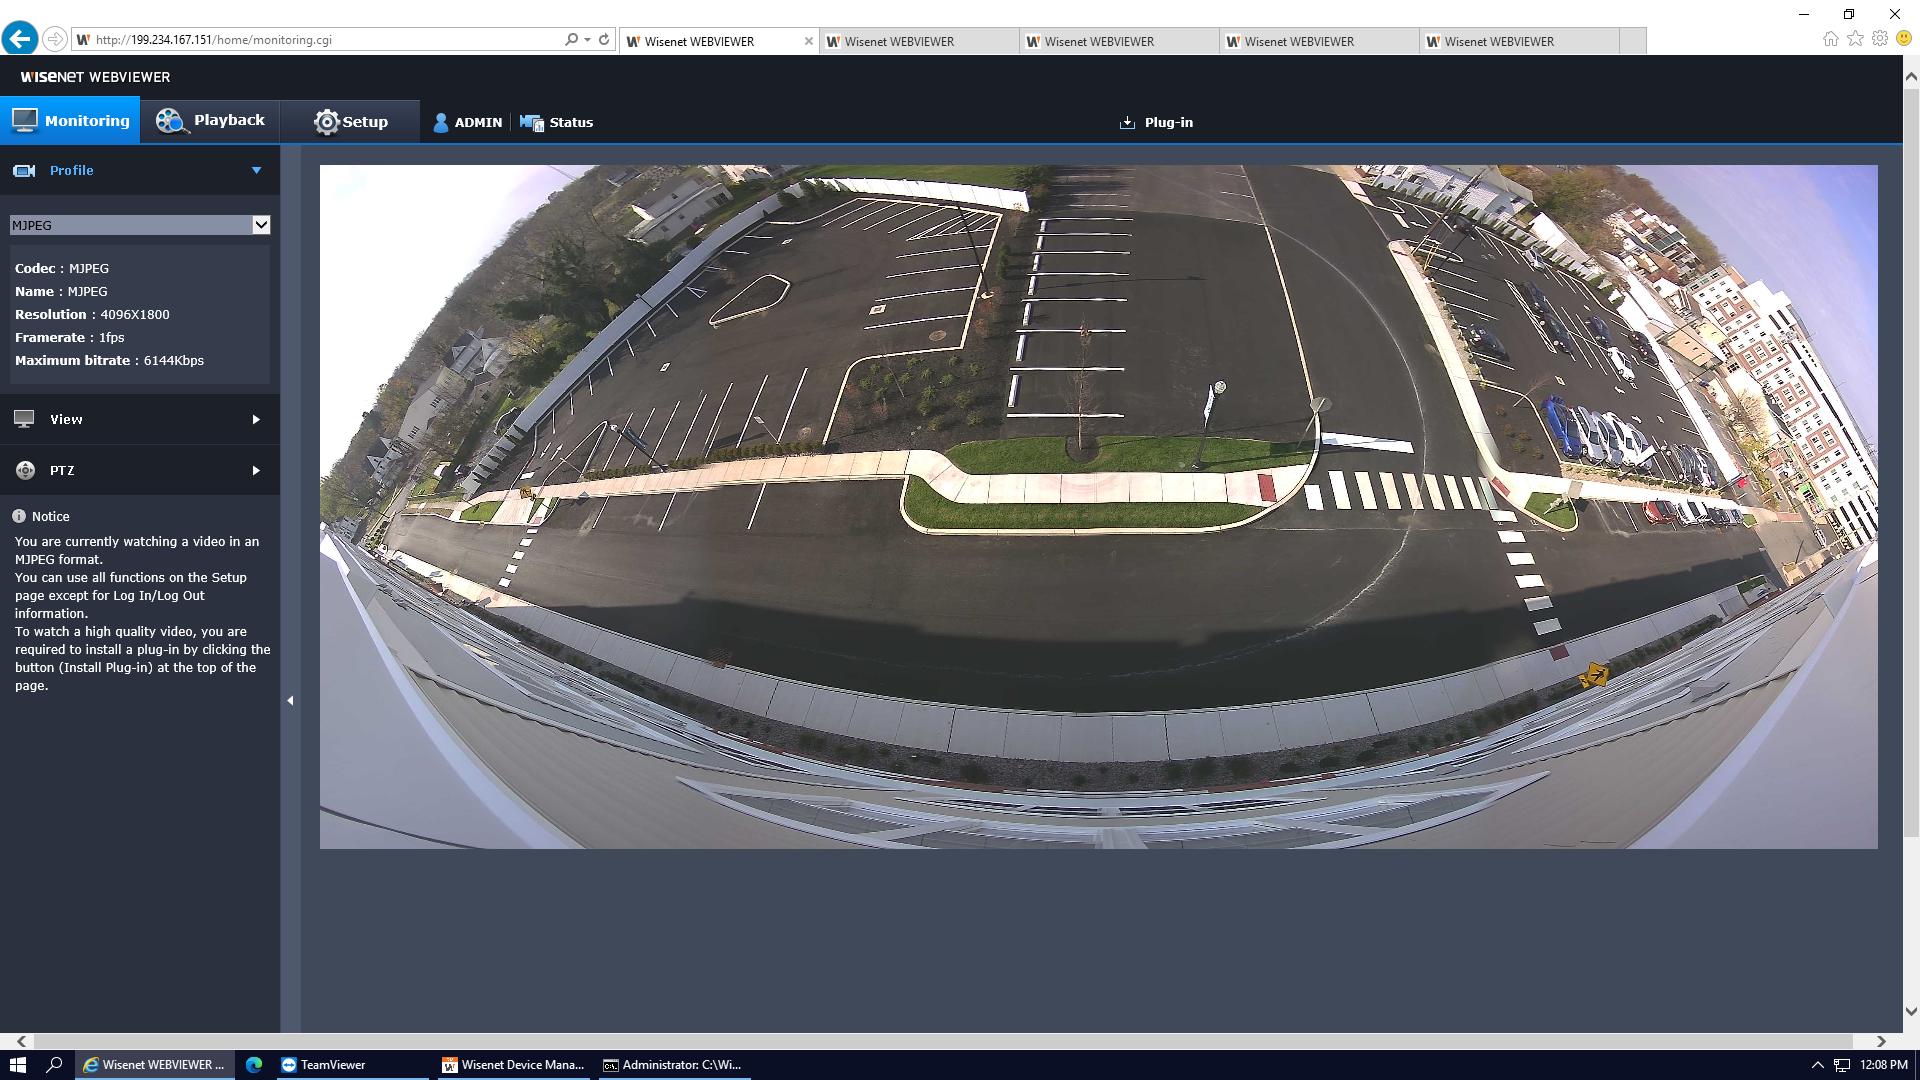 http://199.234.167.151/home/monitoring.cgi
Wisenet WEBVIEWER
Wisenet WEBVIEWER
Wisenet WEBVIEWER
Wisenet WEBVIEWER
Wisenet WEBVIEWER
WISENET WEBVIEWER
Monitoring
Playback
Setup
ADMIN
Status
Plug-in
Profile
MJPEG
Codec : MJPEG
Name : MJPEG
Resolution : 4096X1800
Framerate : 1fps
Maximum bitrate : 6144Kbps
View
PTZ
Notice
You are currently watching a video in an
MJPEG format.
You can use all functions on the Setup
page except for Log In/Log Out
information.
To watch a high quality video, you are
required to install a plug-in by clicking the
button (Install Plug-in) at the top of the
page.
Wisenet WEBVIEWER ...
TeamViewer
Wisenet Device Mana...
Administrator: C:\Wi...
12:08 PM